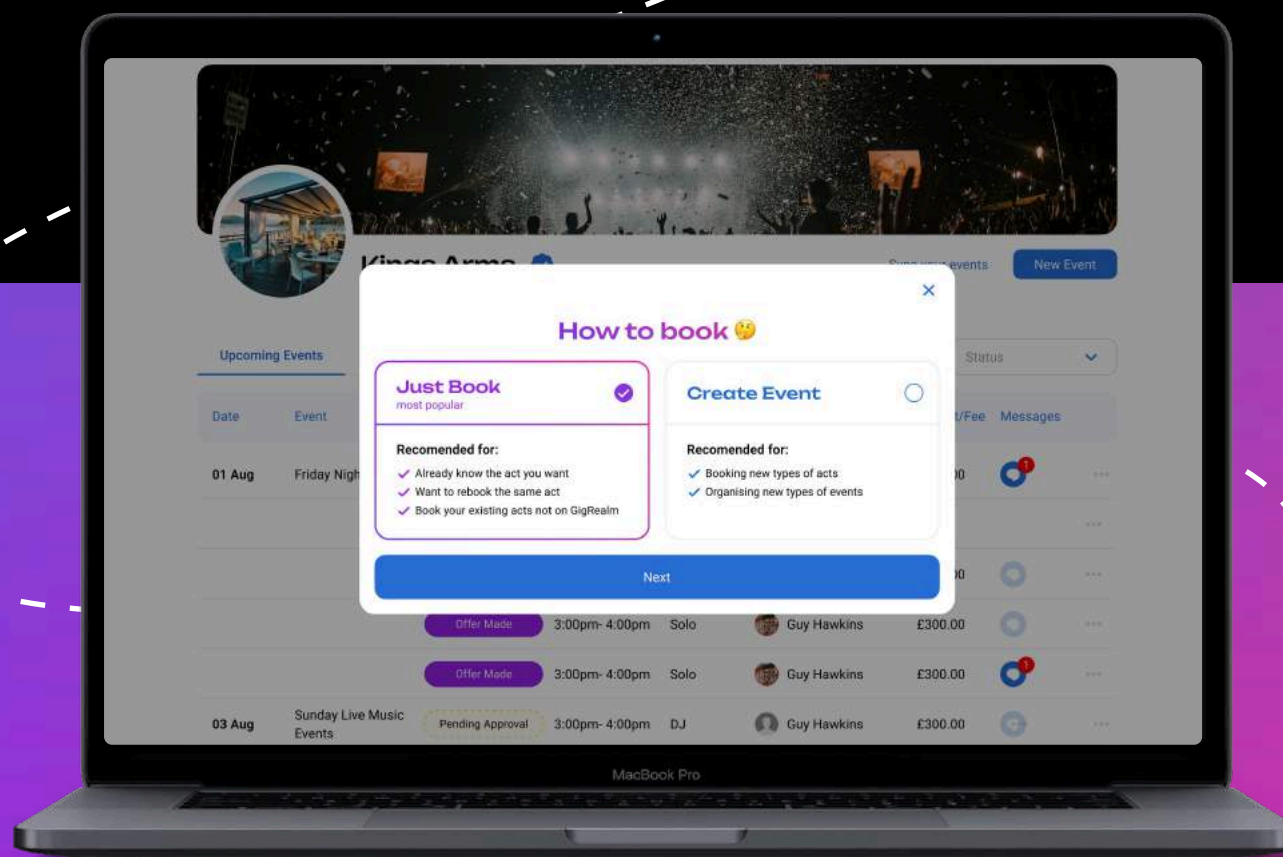 Kings Arms
Sync your events
New Event
How to book 🤔
Upcoming Events
Status
Just Book
most popular
Create Event
Date
Event
t/Fee
Messages
Recomended for:
Recomended for:
Already know the act you want
Booking new types of acts
01 Aug
Friday Nigh
00
1
Want to rebook the same act
Organising new types of events
Book your existing acts not on GigRealm
00
Next
Offer Made
3:00pm- 4:00pm
Solo
Guy Hawkins
£300.00
Offer Made
3:00pm- 4:00pm
Solo
Guy Hawkins
£300.00
1
03 Aug
Sunday Live Music
Events
Pending Approval
3:00pm- 4:00pm
DJ
Guy Hawkins
£300.00
MacBook Pro